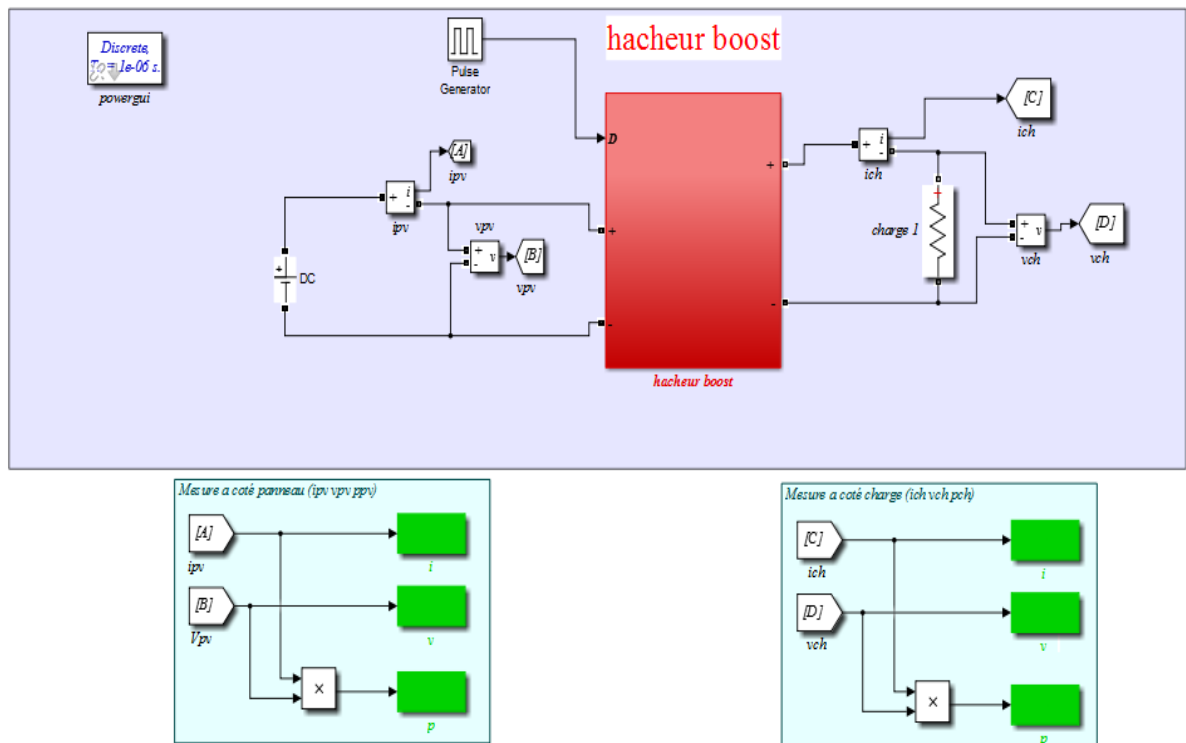 hacheur boost
Discrete,
= 1e-06 s.
powergui
Pulse
Generator
D
[C]
ich
[A]
ipv
+ i
-
ipv
+
-
+ i
-
ich
vpv
+
- v
[B]
vpv
+
DC
+
-
+
charge 1
+
- v
vch
[D]
vch
hacheur boost
Mesure a coté panneau (ipv vpv ppv)
[A]
ipv
i
[B]
Vpv
v
×
p
Mesure a coté charge (ich vch pch)
[C]
ich
i
[D]
vch
v
×
p